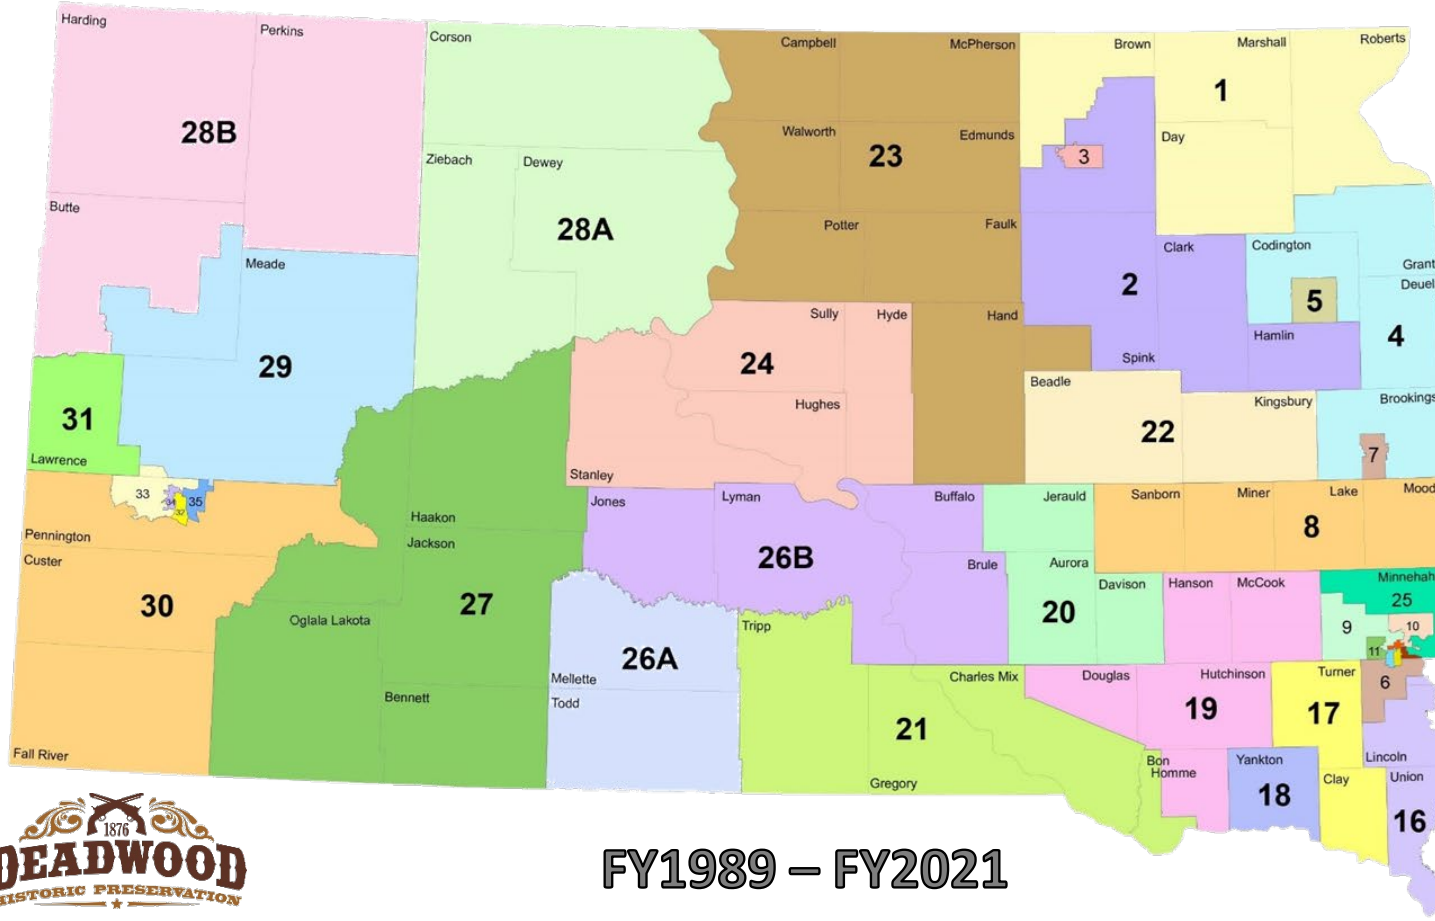 Harding
Perkins
Corson
Campbell
McPherson
Brown
Marshall
Roberts
1
28B
Walworth
Edmunds
Day
23
3
Ziebach
Dewey
Butte
28A
Potter
Faulk
Meade
Clark
Codington
Grant
Deuel
2
5
Sully
Hyde
Hand
Hamlin
4
29
24
Spink
Beadle
Kingsbury
Brookings
31
Hughes
22
Lawrence
7
Stanley
33
34
35
32
Jones
Lyman
Buffalo
Jerauld
Sanborn
Miner
Lake
Mood
Haakon
8
Pennington
Jackson
26B
Custer
Brule
Aurora
Davison
Hanson
McCook
Minnehah
25
30
27
20
9
10
Oglala Lakota
Tripp
11
26A
Mellette
Charles Mix
Douglas
Hutchinson
Turner
6
Bennett
Todd
19
17
21
Fall River
Gregory
Bon
Homme
Yankton
Lincoln
Clay
Union
18
16
1876
DEADWOOD
HISTORIC PRESERVATION
FY1989 – FY2021